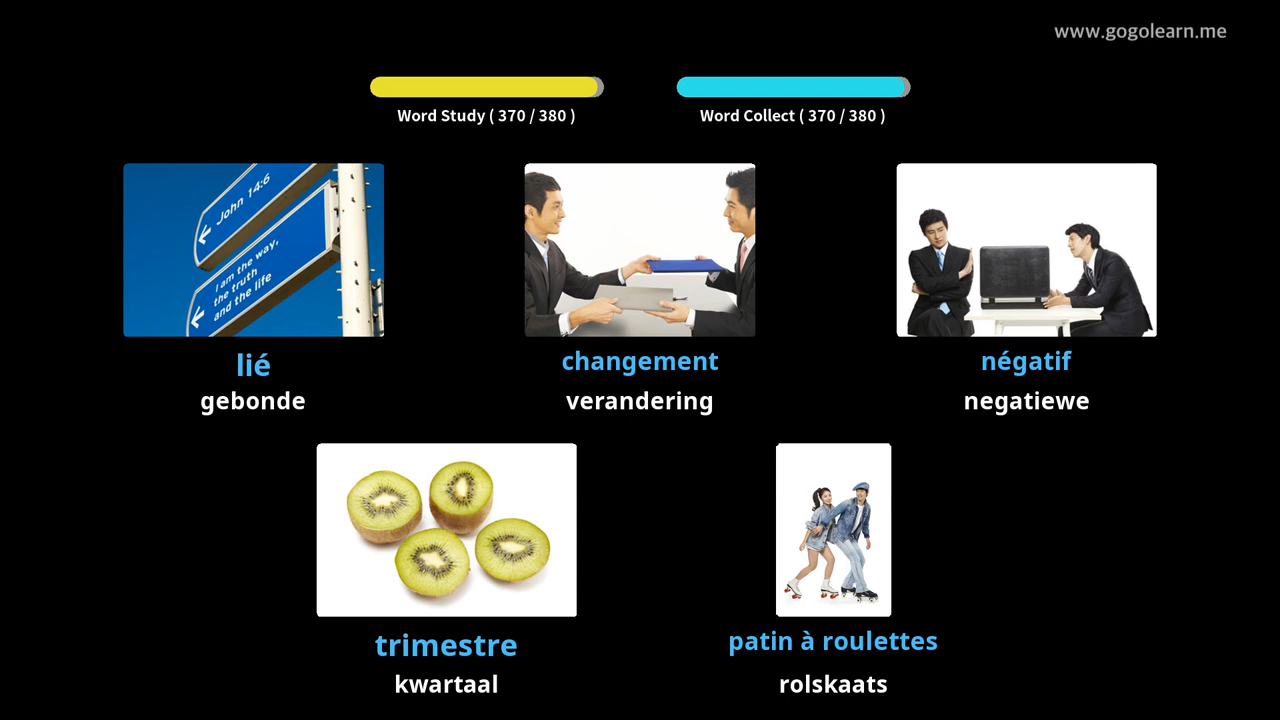 www.gogolearn.me
Word Study ( 370 / 380 )
Word Collect ( 370 / 380 )
John 14:6
I am the way,
the truth
and the life
lié
gebonde
changement
verandering
négatif
negatiewe
trimestre
kwartaal
patin à roulettes
rolskaats